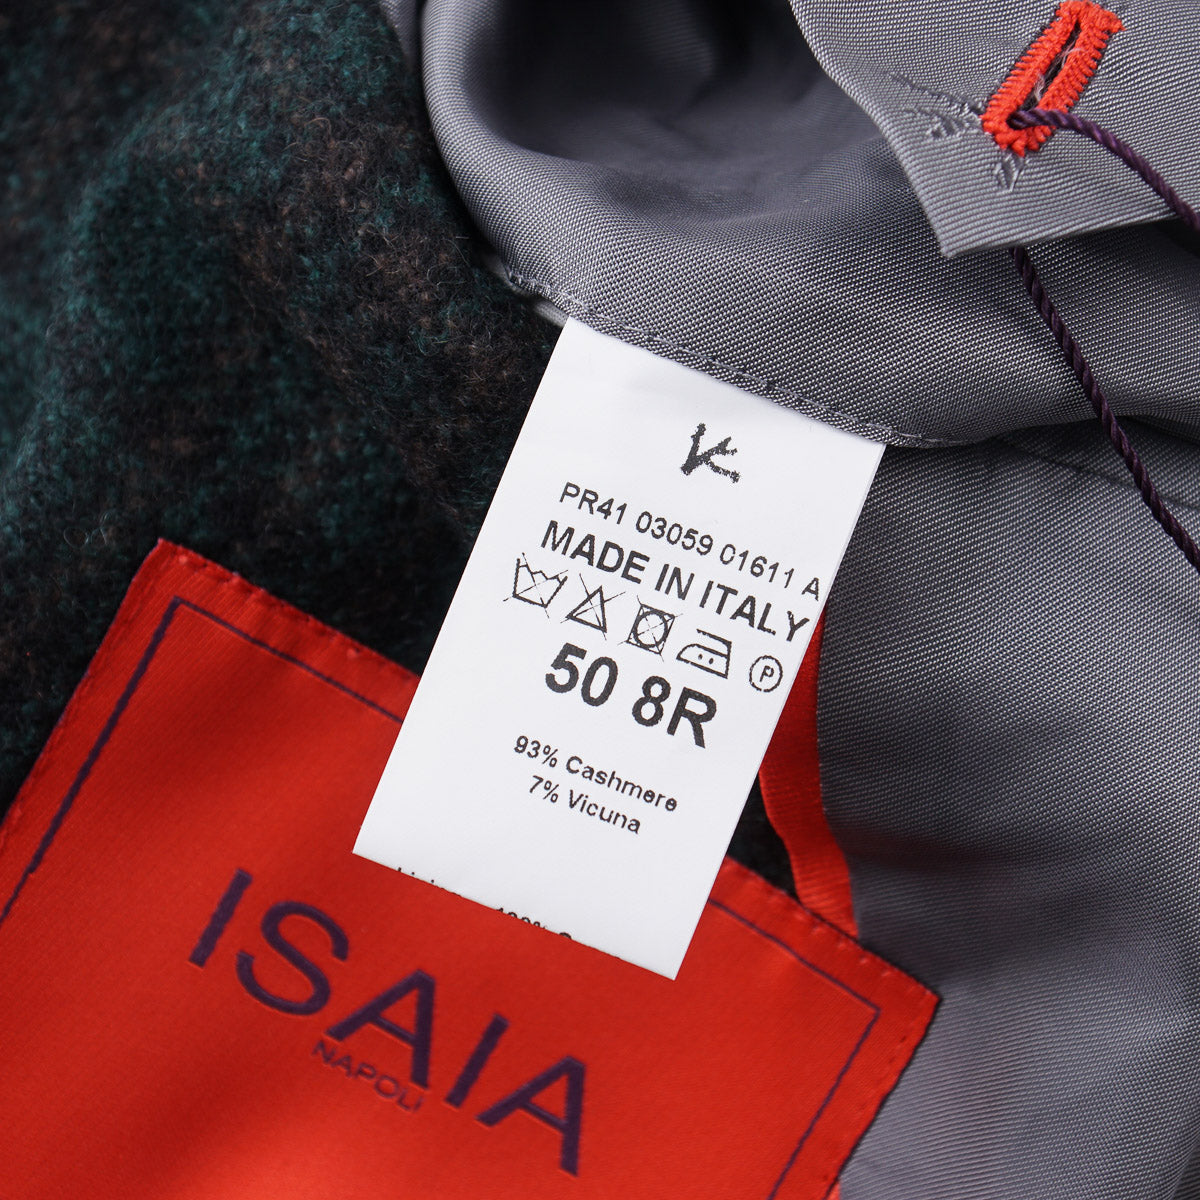 PR41 03059 01611 A
MADE IN ITALY
P
50 8R
93% Cashmere
7% Vicuna
ISAIA
NAPOLI